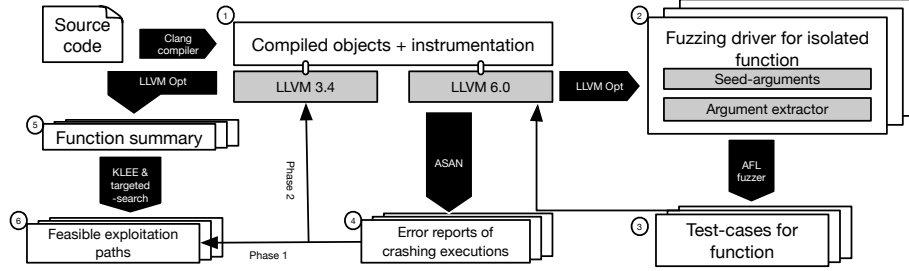 1
2
Source
code
Clang
compiler
Compiled objects + instrumentation
Fuzzing driver for isolated
function
Seed-arguments
Argument extractor
LLVM Opt
LLVM 3.4
LLVM 6.0
LLVM Opt
5
Function summary
ASAN
AFL
fuzzer
KLEE &
targeted
-search
Phase 2
6
Feasible exploitation
paths
Phase 1
4
Error reports of
crashing executions
3
Test-cases for
function